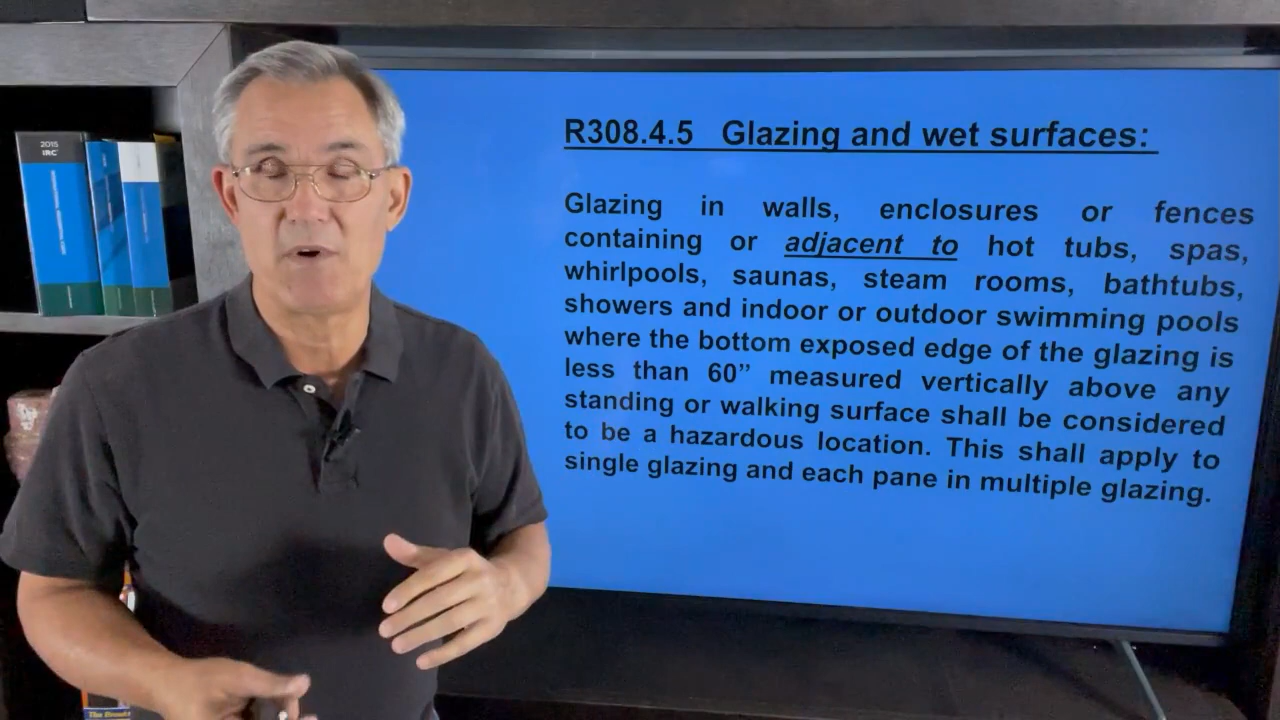 2015
IRC
R308.4.5 Glazing and wet surfaces:
Glazing in walls, enclosures or fences
containing or adjacent to hot tubs, spas,
whirlpools, saunas, steam rooms, bathtubs,
showers and indoor or outdoor swimming pools
where the bottom exposed edge of the glazing is
less than 60” measured vertically above any
standing or walking surface shall be considered
to be a hazardous location. This shall apply to
single glazing and each pane in multiple glazing.